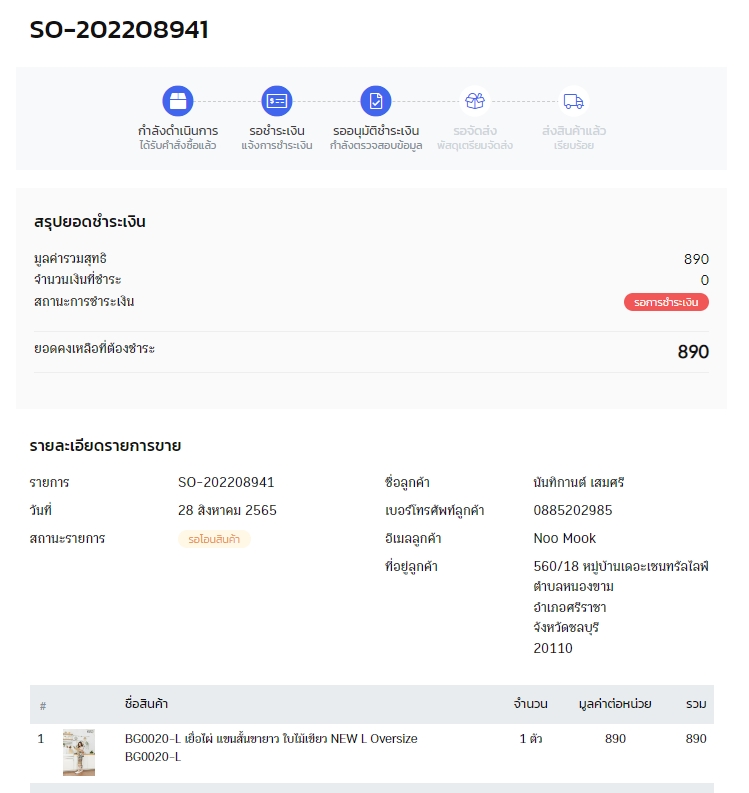 SO-202208941
กำลังดำเนินการ รอชำระเงิน รออนุมัติชำระเงิน รอจัดส่ง ส่งสินค้าแล้ว
ได้รับคำสั่งซื้อแล้ว แจ้งการชำระเงิน กำลังตรวจสอบข้อมูล พัสดุเตรียมจัดส่ง เรียบร้อย
สรุปยอดชำระเงิน
มูลค่ารวมสุทธิ 890
จำนวนเงินที่ชำระ 0
สถานะการชำระเงิน รอการชำระเงิน
ยอดคงเหลือที่ต้องชำระ 890
รายละเอียดรายการขาย
รายการ SO-202208941 ชื่อลูกค้า นันทิกานต์ เสมศรี
วันที่ 28 สิงหาคม 2565 เบอร์โทรศัพท์ลูกค้า 0885202985
สถานะรายการ รอโอนสินค้า อีเมลลูกค้า Noo Mook
ที่อยู่ลูกค้า 560/18 หมู่บ้านเดอะเซนทรัลไลฟ์
ตำบลหนองขาม
อำเภอศรีราชา
จังหวัดชลบุรี
20110
# ชื่อสินค้า จำนวน มูลค่าต่อหน่วย รวม
1 BG0020-L เยื่อไผ่ แขนสั้นขายาว ใบไม้เขียว NEW L Oversize 1 ตัว 890 890
BG0020-L